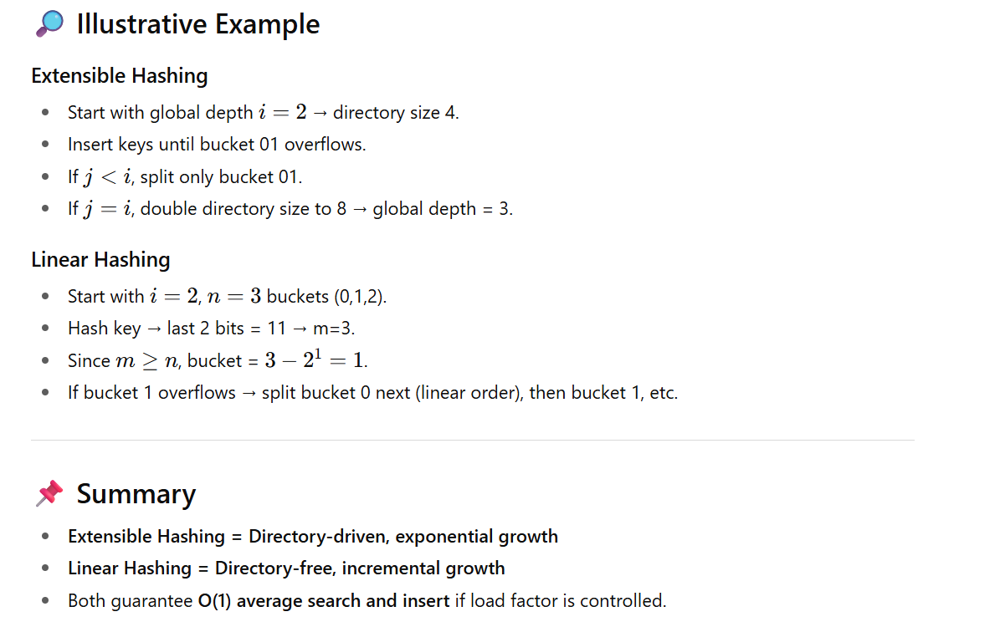 🔎 Illustrative Example
Extensible Hashing
• Start with global depth i = 2 → directory size 4.
• Insert keys until bucket 01 overflows.
• If j < i, split only bucket 01.
• If j = i, double directory size to 8 → global depth = 3.
Linear Hashing
• Start with i = 2, n = 3 buckets (0,1,2).
• Hash key → last 2 bits = 11 → m=3.
• Since m ≥ n, bucket = 3 − 2¹ = 1.
• If bucket 1 overflows → split bucket 0 next (linear order), then bucket 1, etc.
📌 Summary
• Extensible Hashing = Directory-driven, exponential growth
• Linear Hashing = Directory-free, incremental growth
• Both guarantee O(1) average search and insert if load factor is controlled.